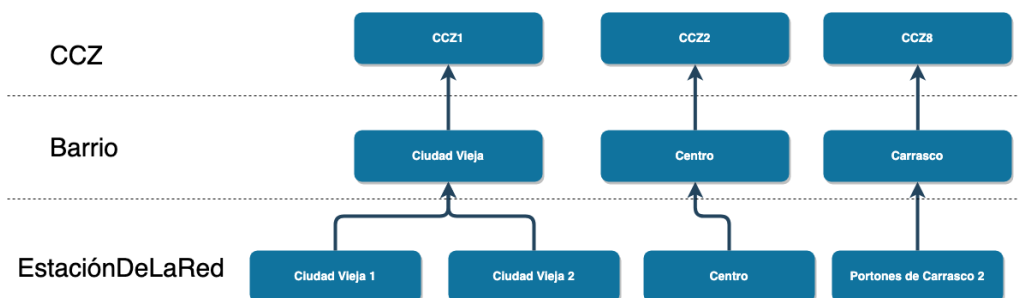 CCZ
CCZ1
CCZ2
CCZ8
Barrio
Ciudad Vieja
Centro
Carrasco
EstaciónDeLaRed
Ciudad Vieja 1
Ciudad Vieja 2
Centro
Portones de Carrasco 2